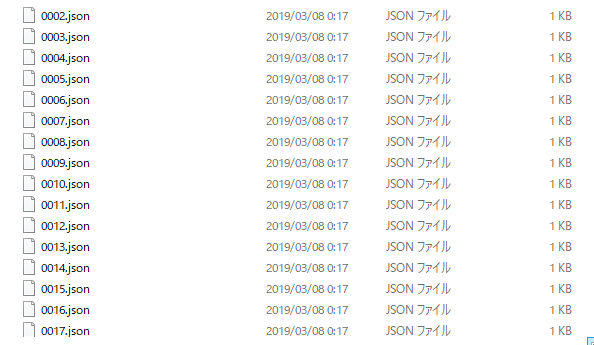 0002.json 2019/03/08 0:17 JSON ファイル 1 KB
0003.json 2019/03/08 0:17 JSON ファイル 1 KB
0004.json 2019/03/08 0:17 JSON ファイル 1 KB
0005.json 2019/03/08 0:17 JSON ファイル 1 KB
0006.json 2019/03/08 0:17 JSON ファイル 1 KB
0007.json 2019/03/08 0:17 JSON ファイル 1 KB
0008.json 2019/03/08 0:17 JSON ファイル 1 KB
0009.json 2019/03/08 0:17 JSON ファイル 1 KB
0010.json 2019/03/08 0:17 JSON ファイル 1 KB
0011.json 2019/03/08 0:17 JSON ファイル 1 KB
0012.json 2019/03/08 0:17 JSON ファイル 1 KB
0013.json 2019/03/08 0:17 JSON ファイル 1 KB
0014.json 2019/03/08 0:17 JSON ファイル 1 KB
0015.json 2019/03/08 0:17 JSON ファイル 1 KB
0016.json 2019/03/08 0:17 JSON ファイル 1 KB
0017.json 2019/03/08 0:17 JSON ファイル 1 KB